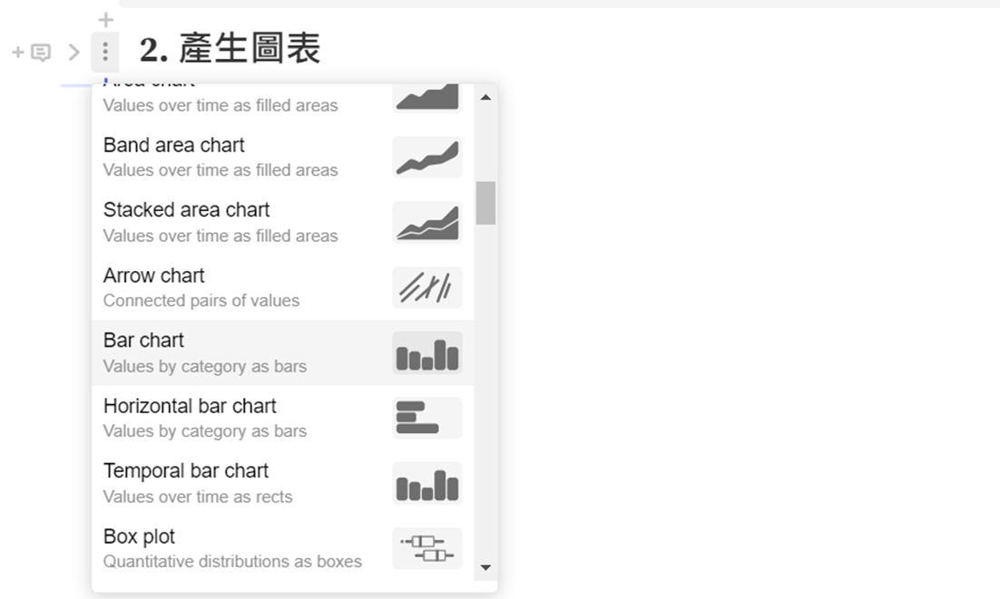 2. 產生圖表
Area chart
Values over time as filled areas
Band area chart
Values over time as filled areas
Stacked area chart
Values over time as filled areas
Arrow chart
Connected pairs of values
Bar chart
Values by category as bars
Horizontal bar chart
Values by category as bars
Temporal bar chart
Values over time as rects
Box plot
Quantitative distributions as boxes